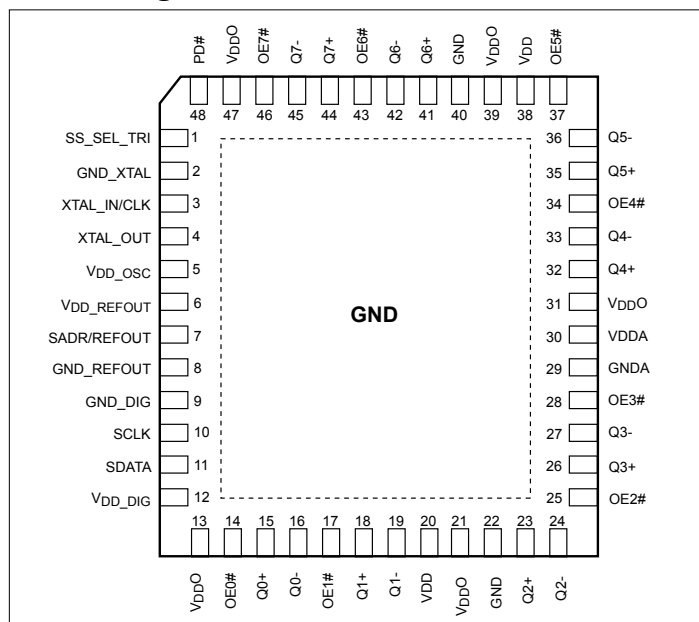 PD#
VDDO
OE7#
Q7-
Q7+
OE6#
Q6-
Q6+
GND
VDDO
VDD
OE5#
48 47 46 45 44 43 42 41 40 39 38 37
SS_SEL_TRI 1
GND_XTAL 2
XTAL_IN/CLK 3
XTAL_OUT 4
VDD_OSC 5
VDD_REFOUT 6
SADR/REFOUT 7
GND_REFOUT 8
GND_DIG 9
SCLK 10
SDATA 11
VDD_DIG 12
GND
36 Q5-
35 Q5+
34 OE4#
33 Q4-
32 Q4+
31 VDDO
30 VDDA
29 GNDA
28 OE3#
27 Q3-
26 Q3+
25 OE2#
13 14 15 16 17 18 19 20 21 22 23 24
VDDO
OE0#
Q0+
Q0-
OE1#
Q1+
Q1-
VDD
VDDO
GND
Q2+
Q2-